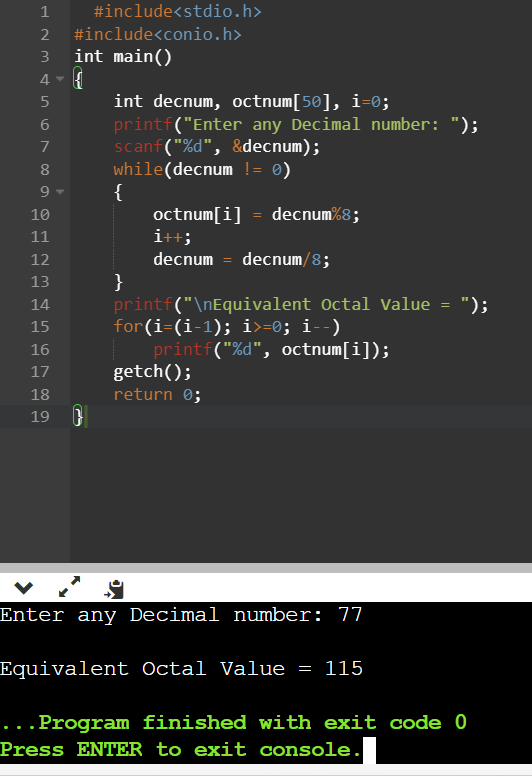 1 #include<stdio.h>
2 #include<conio.h>
3 int main()
4 {
5 int decnum, octnum[50], i=0;
6 printf("Enter any Decimal number: ");
7 scanf("%d", &decnum);
8 while(decnum != 0)
9 {
10 octnum[i] = decnum%8;
11 i++;
12 decnum = decnum/8;
13 }
14 printf("\nEquivalent Octal Value = ");
15 for(i=(i-1); i>=0; i--)
16 printf("%d", octnum[i]);
17 getch();
18 return 0;
19 }
Enter any Decimal number: 77
Equivalent Octal Value = 115
...Program finished with exit code 0
Press ENTER to exit console.